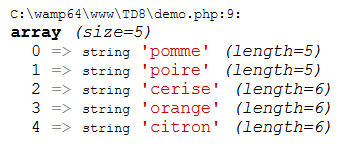 C:\wamp64\www\TD8\demo.php:9:
array (size=5)
0 => string 'pomme' (length=5)
1 => string 'poire' (length=5)
2 => string 'cerise' (length=6)
3 => string 'orange' (length=6)
4 => string 'citron' (length=6)